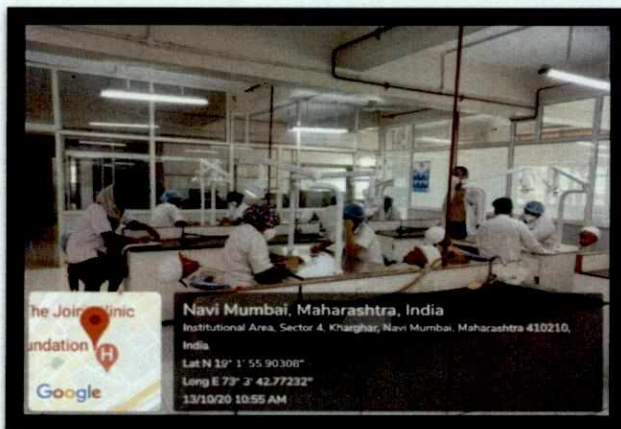 The Joint Clinic
undation
H
Google
Navi Mumbai, Maharashtra, India
Institutional Area, Sector 4, Kharghar, Navi Mumbai, Maharashtra 410210,
India
Lat N 19° 1' 55.90308"
Long E 73° 3' 42.77232"
13/10/20 10:55 AM